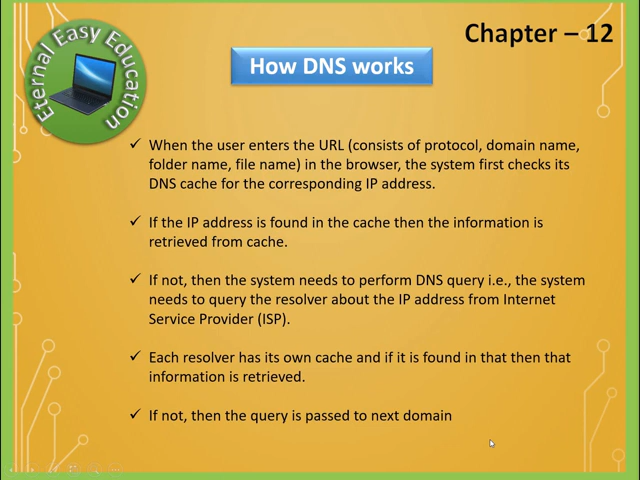 Eternal Easy Education
Chapter – 12
How DNS works
✓ When the user enters the URL (consists of protocol, domain name,
folder name, file name) in the browser, the system first checks its
DNS cache for the corresponding IP address.
✓ If the IP address is found in the cache then the information is
retrieved from cache.
✓ If not, then the system needs to perform DNS query i.e., the system
needs to query the resolver about the IP address from Internet
Service Provider (ISP).
✓ Each resolver has its own cache and if it is found in that then that
information is retrieved.
✓ If not, then the query is passed to next domain